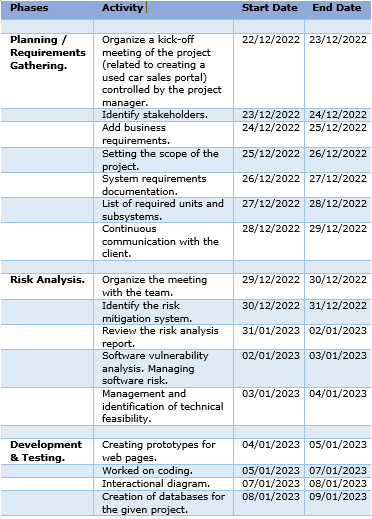 Phases Activity Start Date End Date
Planning / Organize a kick-off 22/12/2022 23/12/2022
Requirements meeting of the project
Gathering. (related to creating a
used car sales portal)
controlled by the project
manager.
Identify stakeholders. 23/12/2022 24/12/2022
Add business 24/12/2022 25/12/2022
requirements.
Setting the scope of the 25/12/2022 26/12/2022
project.
System requirements 26/12/2022 27/12/2022
documentation.
List of required units and 27/12/2022 28/12/2022
subsystems.
Continuous 28/12/2022 29/12/2022
communication with the
client.
Risk Analysis. Organize the meeting 29/12/2022 30/12/2022
with the team.
Identify the risk 30/12/2022 31/12/2022
mitigation system.
Review the risk analysis 31/01/2023 02/01/2023
report.
Software vulnerability 02/01/2023 03/01/2023
analysis. Managing
software risk.
Management and 03/01/2023 04/01/2023
identification of technical
feasibility.
Development Creating prototypes for 04/01/2023 05/01/2023
& Testing. web pages.
Worked on coding. 05/01/2023 07/01/2023
Interactional diagram. 07/01/2023 08/01/2023
Creation of databases for 08/01/2023 09/01/2023
the given project.